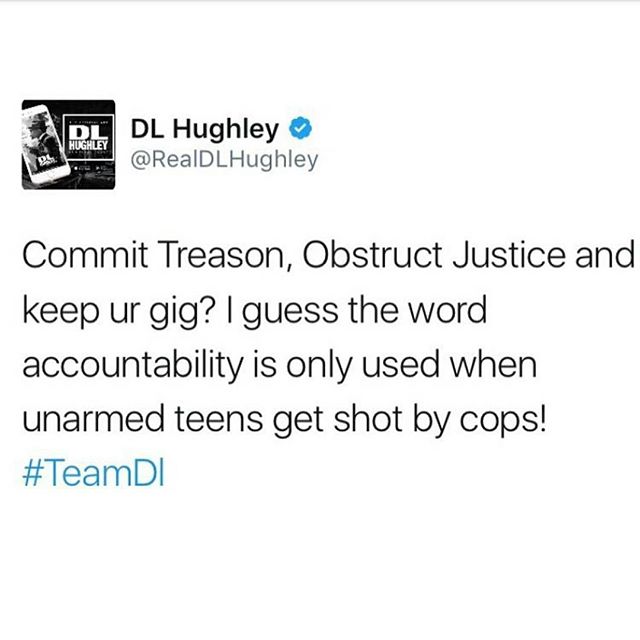 DL
HUGHLEY
DL
DL Hughley
@RealDLHughley
Commit Treason, Obstruct Justice and
keep ur gig? I guess the word
accountability is only used when
unarmed teens get shot by cops!
#TeamDl